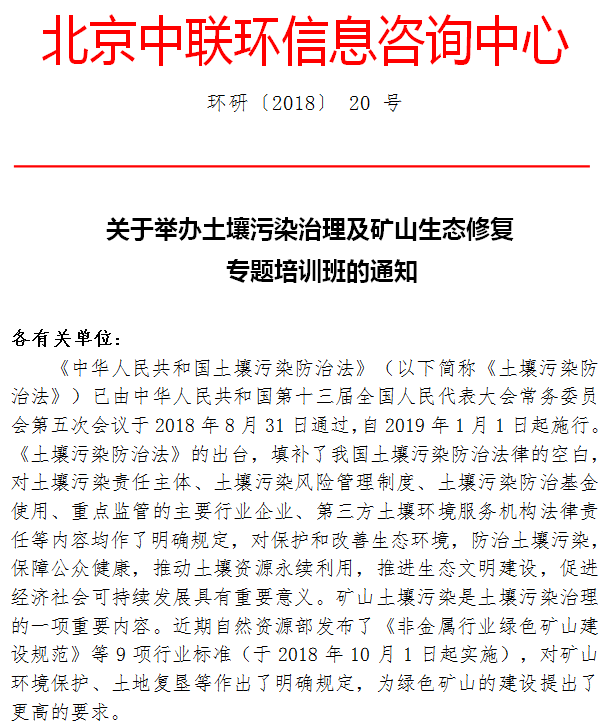 北京中联环信息咨询中心
环研〔2018〕 20 号
关于举办土壤污染治理及矿山生态修复
专题培训班的通知
各有关单位：
《中华人民共和国土壤污染防治法》（以下简称《土壤污染防
治法》）已由中华人民共和国第十三届全国人民代表大会常务委员
会第五次会议于 2018 年 8 月 31 日通过，自 2019 年 1 月 1 日起施行。
《土壤污染防治法》的出台，填补了我国土壤污染防治法律的空白，
对土壤污染责任主体、土壤污染风险管理制度、土壤污染防治基金
使用、重点监管的主要行业企业、第三方土壤环境服务机构法律责
任等内容均作了明确规定，对保护和改善生态环境，防治土壤污染，
保障公众健康，推动土壤资源永续利用，推进生态文明建设，促进
经济社会可持续发展具有重要意义。矿山土壤污染是土壤污染治理
的一项重要内容。近期自然资源部发布了《非金属行业绿色矿山建
设规范》等 9 项行业标准（于 2018 年 10 月 1 日起实施），对矿山
环境保护、土地复垦等作出了明确规定，为绿色矿山的建设提出了
更高的要求。